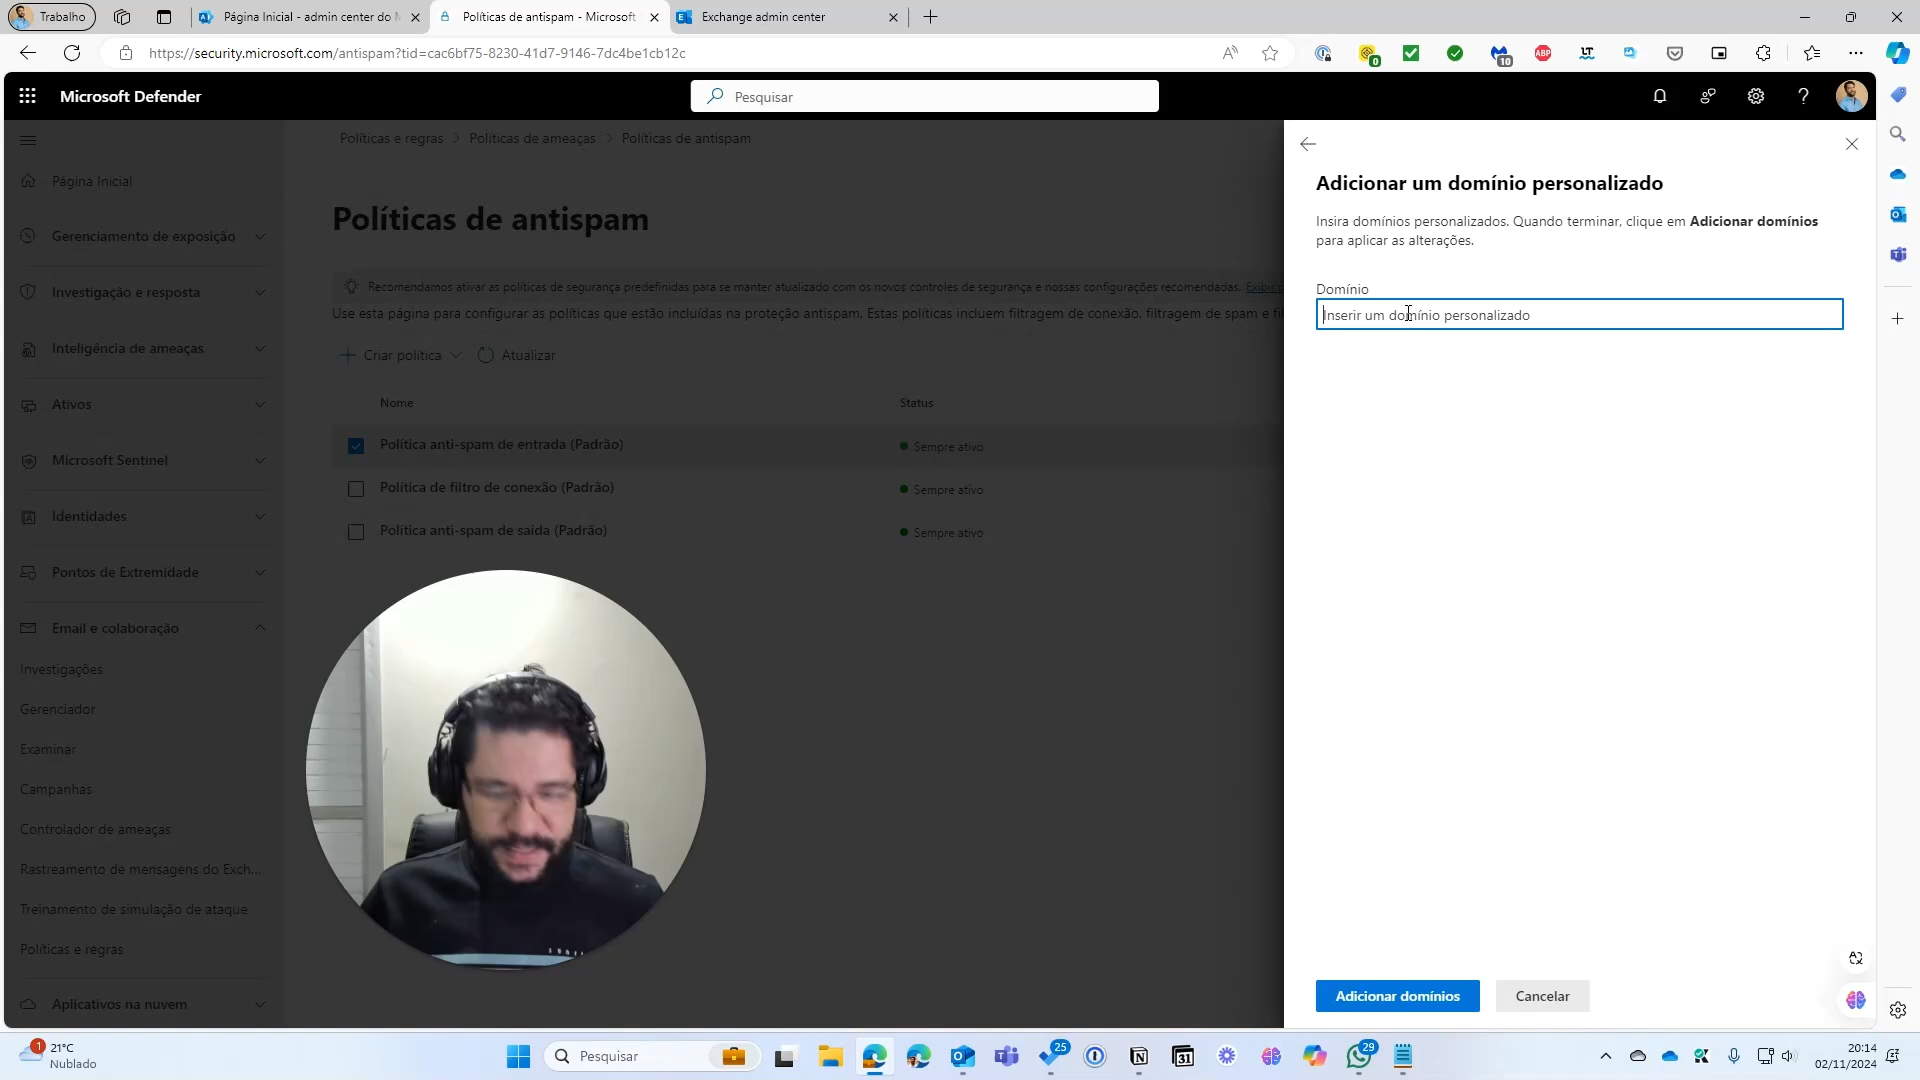 Trabalho
Página Inicial - admin center do M
Políticas de antispam - Microsoft
Exchange admin center
https://security.microsoft.com/antispam?tid=cac6bf75-8230-41d7-9146-7dc4be1cb12c
0
10
ABP
LT
Microsoft Defender
Pesquisar
Políticas e regras > Políticas de ameaças > Políticas de antispam
Página Inicial
Gerenciamento de exposição
Investigação e resposta
Inteligência de ameaças
Ativos
Microsoft Sentinel
Identidades
Pontos de Extremidade
Email e colaboração
Investigações
Gerenciador
Examinar
Campanhas
Controlador de ameaças
Rastreamento de mensagens do Exch...
Treinamento de simulação de ataque
Políticas e regras
Aplicativos na nuvem
Políticas de antispam
Recomendamos ativar as políticas de segurança predefinidas para se manter atualizado com os novos controles de segurança e nossas configurações recomendadas.
Use esta página para configurar as políticas que estão incluídas na proteção antispam. Estas políticas incluem filtragem de conexão, filtragem de spam e
Criar política
Atualizar
Nome
Status
Política anti-spam de entrada (Padrão)
Sempre ativo
Política de filtro de conexão (Padrão)
Sempre ativo
Política anti-spam de saída (Padrão)
Sempre ativo
Adicionar um domínio personalizado
Insira domínios personalizados. Quando terminar, clique em Adicionar domínios
para aplicar as alterações.
Domínio
Inserir um domínio personalizado
Adicionar domínios
Cancelar
1
21°C
Nublado
Pesquisar
25
31
29
20:14
02/11/2024